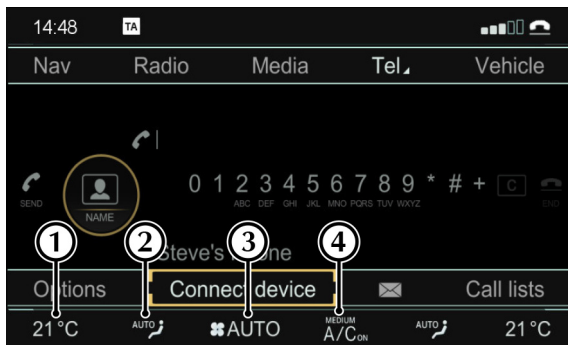 14:48 TA
Nav Radio Media Tel Vehicle
0 1 2 3 4 5 6 7 8 9 * # + C
SEND ABC DEF GHI JKL MNO PQRS TUV WXYZ END
NAME
1 2 3 4
Steve's
Options Connect device Call lists
21°C AUTO AUTO MEDIUM A/C ON AUTO 21°C